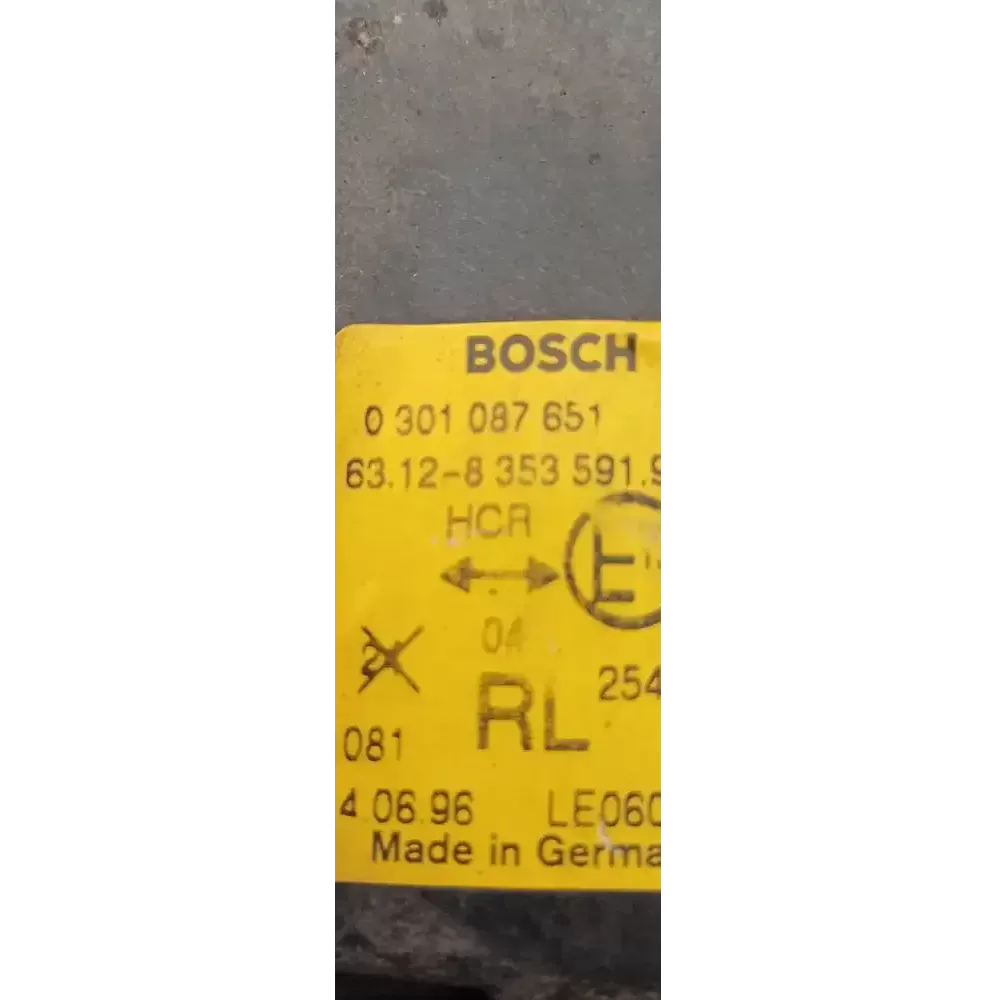 BOSCH
0 301 087 651
63.12-8 353 591.9
HCR
E
04
RL
254
081
4.06.96 LE060
Made in Germa